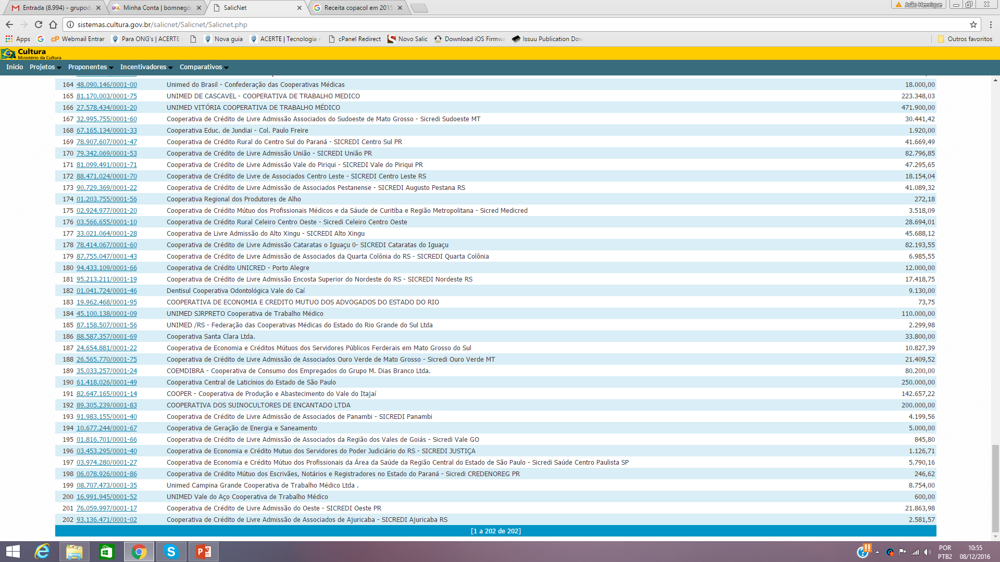 Entrada (8.994) - grupod
Minha Conta | bomnegó
SalicNet
Receita copacol em 2015
João Henrique
sistemas.cultura.gov.br/salicnet/Salicnet/Salicnet.php
Apps
Webmail Entrar
Para ONG's | ACERTE
Nova guia
ACERTE | Tecnologia
cPanel Redirect
Novo Salic
Download iOS Firmw
Issuu Publication Dow
Outros favoritos
Cultura
Ministério da Cultura
Inicio Projetos Proponentes Incentivadores Comparativos
164 48.090.146/0001-00 Unimed do Brasil - Confederação das Cooperativas Médicas 18.000,00
165 81.170.003/0001-75 UNIMED DE CASCAVEL - COOPERATIVA DE TRABALHO MEDICO 223.348,03
166 27.578.434/0001-20 UNIMED VITÓRIA COOPERATIVA DE TRABALHO MÉDICO 471.900,00
167 32.995.755/0001-60 Cooperativa de Crédito de Livre Admissão Associados do Sudoeste de Mato Grosso - Sicredi Sudoeste MT 30.441,42
168 67.165.134/0001-33 Cooperativa Educ. de Jundiai - Col. Paulo Freire 1.920,00
169 78.907.607/0001-47 Cooperativa de Crédito Rural do Centro Sul do Paraná - SICREDI Centro Sul PR 41.669,49
170 79.342.069/0001-53 Cooperativa de Crédito de Livre Admissão União - SICREDI União PR 82.796,85
171 81.099.491/0001-71 Cooperativa de Crédito de Livre Admissão Vale do Piriqui - SICREDI Vale do Piriqui PR 47.295,65
172 88.471.024/0001-70 Cooperativa de Crédito de Livre de Associados Centro Leste - SICREDI Centro Leste RS 18.154,04
173 90.729.369/0001-22 Cooperativa de Crédito de Livre Admissão de Associados Pestanense - SICREDI Augusto Pestana RS 41.089,32
174 01.203.755/0001-56 Cooperativa Regional dos Produtores de Alho 272,18
175 02.924.977/0001-20 Cooperativa de Crédito Mútuo dos Profissionais Médicos e da Sáude de Curitiba e Região Metropolitana - Sicred Medicred 3.518,09
176 03.566.655/0001-10 Cooperativa de Crédito Rural Celeiro Centro Oeste - Sicredi Celeiro Centro Oeste 28.694,01
177 33.021.064/0001-28 Cooperativa de Livre Admissão do Alto Xingu - SICREDI Alto Xingu 45.688,12
178 78.414.067/0001-60 Cooperativa de Crédito de Livre Admissão Cataratas o Iguaçu 0- SICREDI Cataratas do Iguaçu 82.193,55
179 87.755.047/0001-43 Cooperativa de Crédito de Livre Admissão de Associados da Quarta Colônia do RS - SICREDI Quarta Colônia 6.985,55
180 94.433.109/0001-66 Cooperativa de Crédito UNICRED - Porto Alegre 12.000,00
181 95.213.211/0001-19 Cooperativa de Crédito de Livre Admissão Encosta Superior do Nordeste do RS - SICREDI Nordeste RS 17.418,75
182 01.041.724/0001-46 Dentisul Cooperativa Odontológica Vale do Caí 9.130,00
183 19.962.468/0001-95 COOPERATIVA DE ECONOMIA E CREDITO MUTUO DOS ADVOGADOS DO ESTADO DO RIO 73,75
184 45.100.138/0001-09 UNIMED SJRPRETO Cooperativa de Trabalho Médico 110.000,00
185 87.158.507/0001-56 UNIMED /RS - Federação das Cooperativas Médicas do Estado do Rio Grande do Sul Ltda 2.299,98
186 88.587.357/0001-69 Cooperativa Santa Clara Ltda. 33.800,00
187 24.654.881/0001-22 Cooperativa de Economia e Créditos Mútuos dos Servidores Públicos Ferderais em Mato Grosso do Sul 10.827,39
188 26.565.770/0001-75 Cooperativa de Crédito de Livre Admissão de Associados Ouro Verde de Mato Grosso - Sicredi Ouro Verde MT 21.409,52
189 35.033.257/0001-24 COEMDIBRA - Cooperativa de Consumo dos Empregados do Grupo M. Dias Branco Ltda. 80.200,00
190 61.418.026/0001-49 Cooperativa Central de Laticínios do Estado de São Paulo 250.000,00
191 82.647.165/0001-14 COOPER - Cooperativa de Produção e Abastecimento do Vale do Itajaí 142.657,22
192 89.305.239/0001-83 COOPERATIVA DOS SUINOCULTORES DE ENCANTADO LTDA 200.000,00
193 91.983.155/0001-40 Cooperativa de Crédito de Livre Admissão de Associados de Panambi - SICREDI Panambi 4.199,56
194 10.677.244/0001-67 Cooperativa de Geração de Energia e Saneamento 5.000,00
195 01.816.701/0001-66 Cooperativa de Crédito de Livre Admissão de Associados da Região dos Vales de Goiás - Sicredi Vale GO 845,80
196 03.453.295/0001-40 Cooperativa de Economia e Crédito Mutuo dos Servidores do Poder Judiciário do RS - SICREDI JUSTIÇA 1.126,71
197 03.974.280/0001-27 Cooperativa de Economia e Crédito Mútuo dos Profissionais da Área da Saúde da Região Central do Estado de São Paulo - Sicredi Saúde Centro Paulista SP 5.790,16
198 06.078.926/0001-86 Cooperativa de Crédito Mútuo dos Escrivães, Notários e Registradores no Estado do Paraná - Sicredi CREDENOREG PR 246,62
199 08.707.473/0001-35 Unimed Campina Grande Cooperativa de Trabalho Médico Ltda . 8.754,00
200 16.991.945/0001-52 UNIMED Vale do Aço Cooperativa de Trabalho Médico 600,00
201 76.059.997/0001-17 Cooperativa de Crédito de Livre Admissão do Oeste - SICREDI Oeste PR 21.863,98
202 93.136.471/0001-02 Cooperativa de Crédito de Livre Admissão de Associados de Ajuricaba - SICREDI Ajuricaba RS 2.581,57
[1 a 202 de 202]
POR 10:55
PTB2 08/12/2016